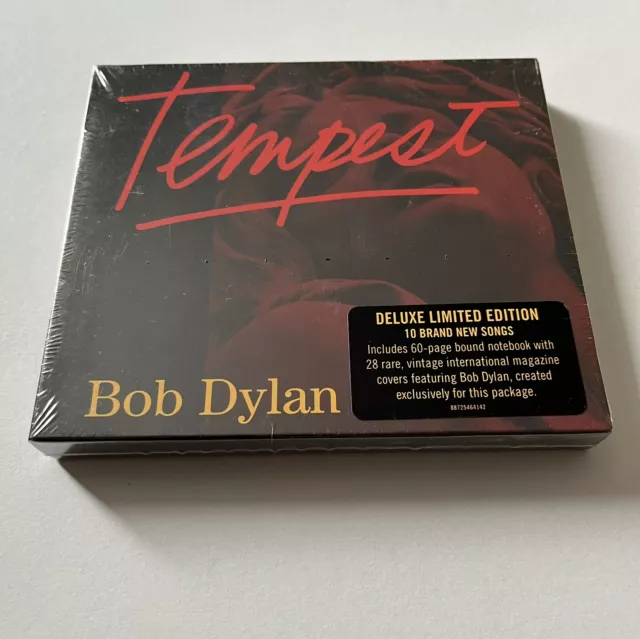 Tempest
Bob Dylan
DELUXE LIMITED EDITION
10 BRAND NEW SONGS
Includes 60-page bound notebook with
28 rare, vintage international magazine
covers featuring Bob Dylan, created
exclusively for this package.
88725464142